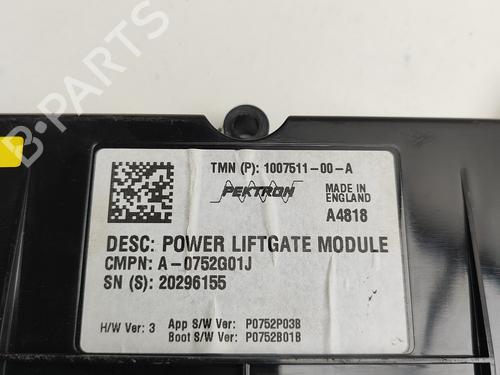 TMN (P): 1007511-00-A
PEKTRON
MADE IN
ENGLAND
A4818
DESC: POWER LIFTGATE MODULE
CMPN: A-0752G01J
SN (S): 20296155
H/W Ver: 3 App S/W Ver: P0752P03B
Boot S/W Ver: P0752B01B
B-PARTS